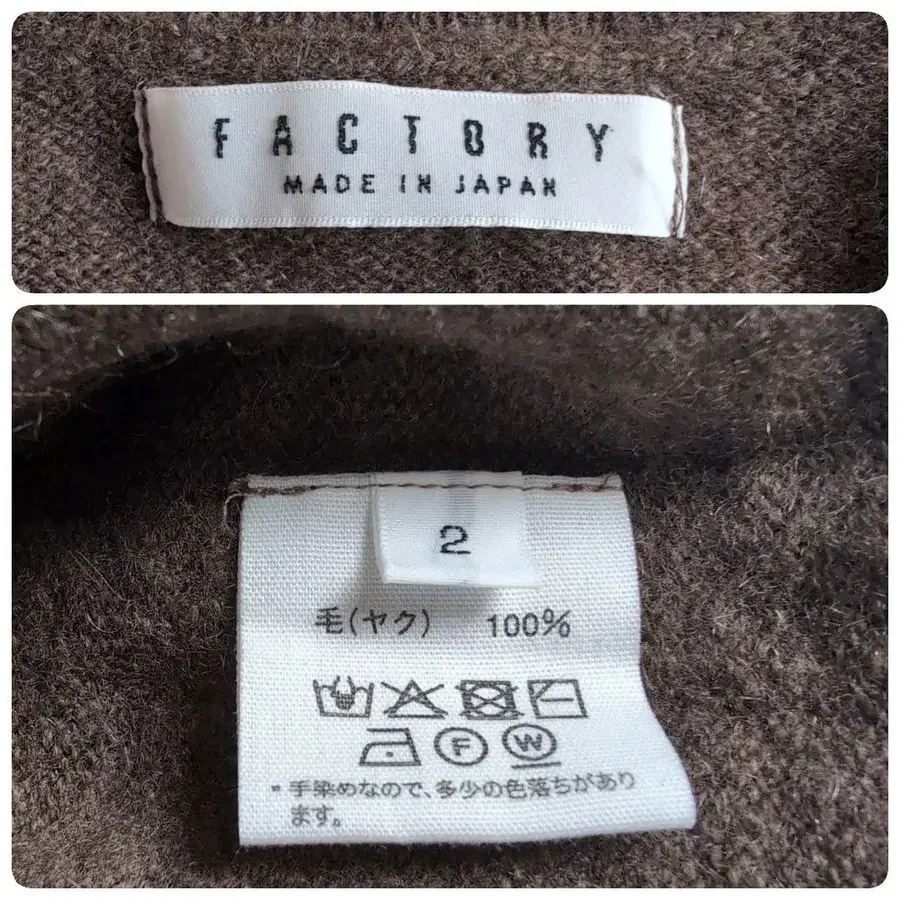 FACTORY
MADE IN JAPAN
2
毛(ヤク) 100%
F W
* 手染めなので、多少の色落ちがあり
ます。